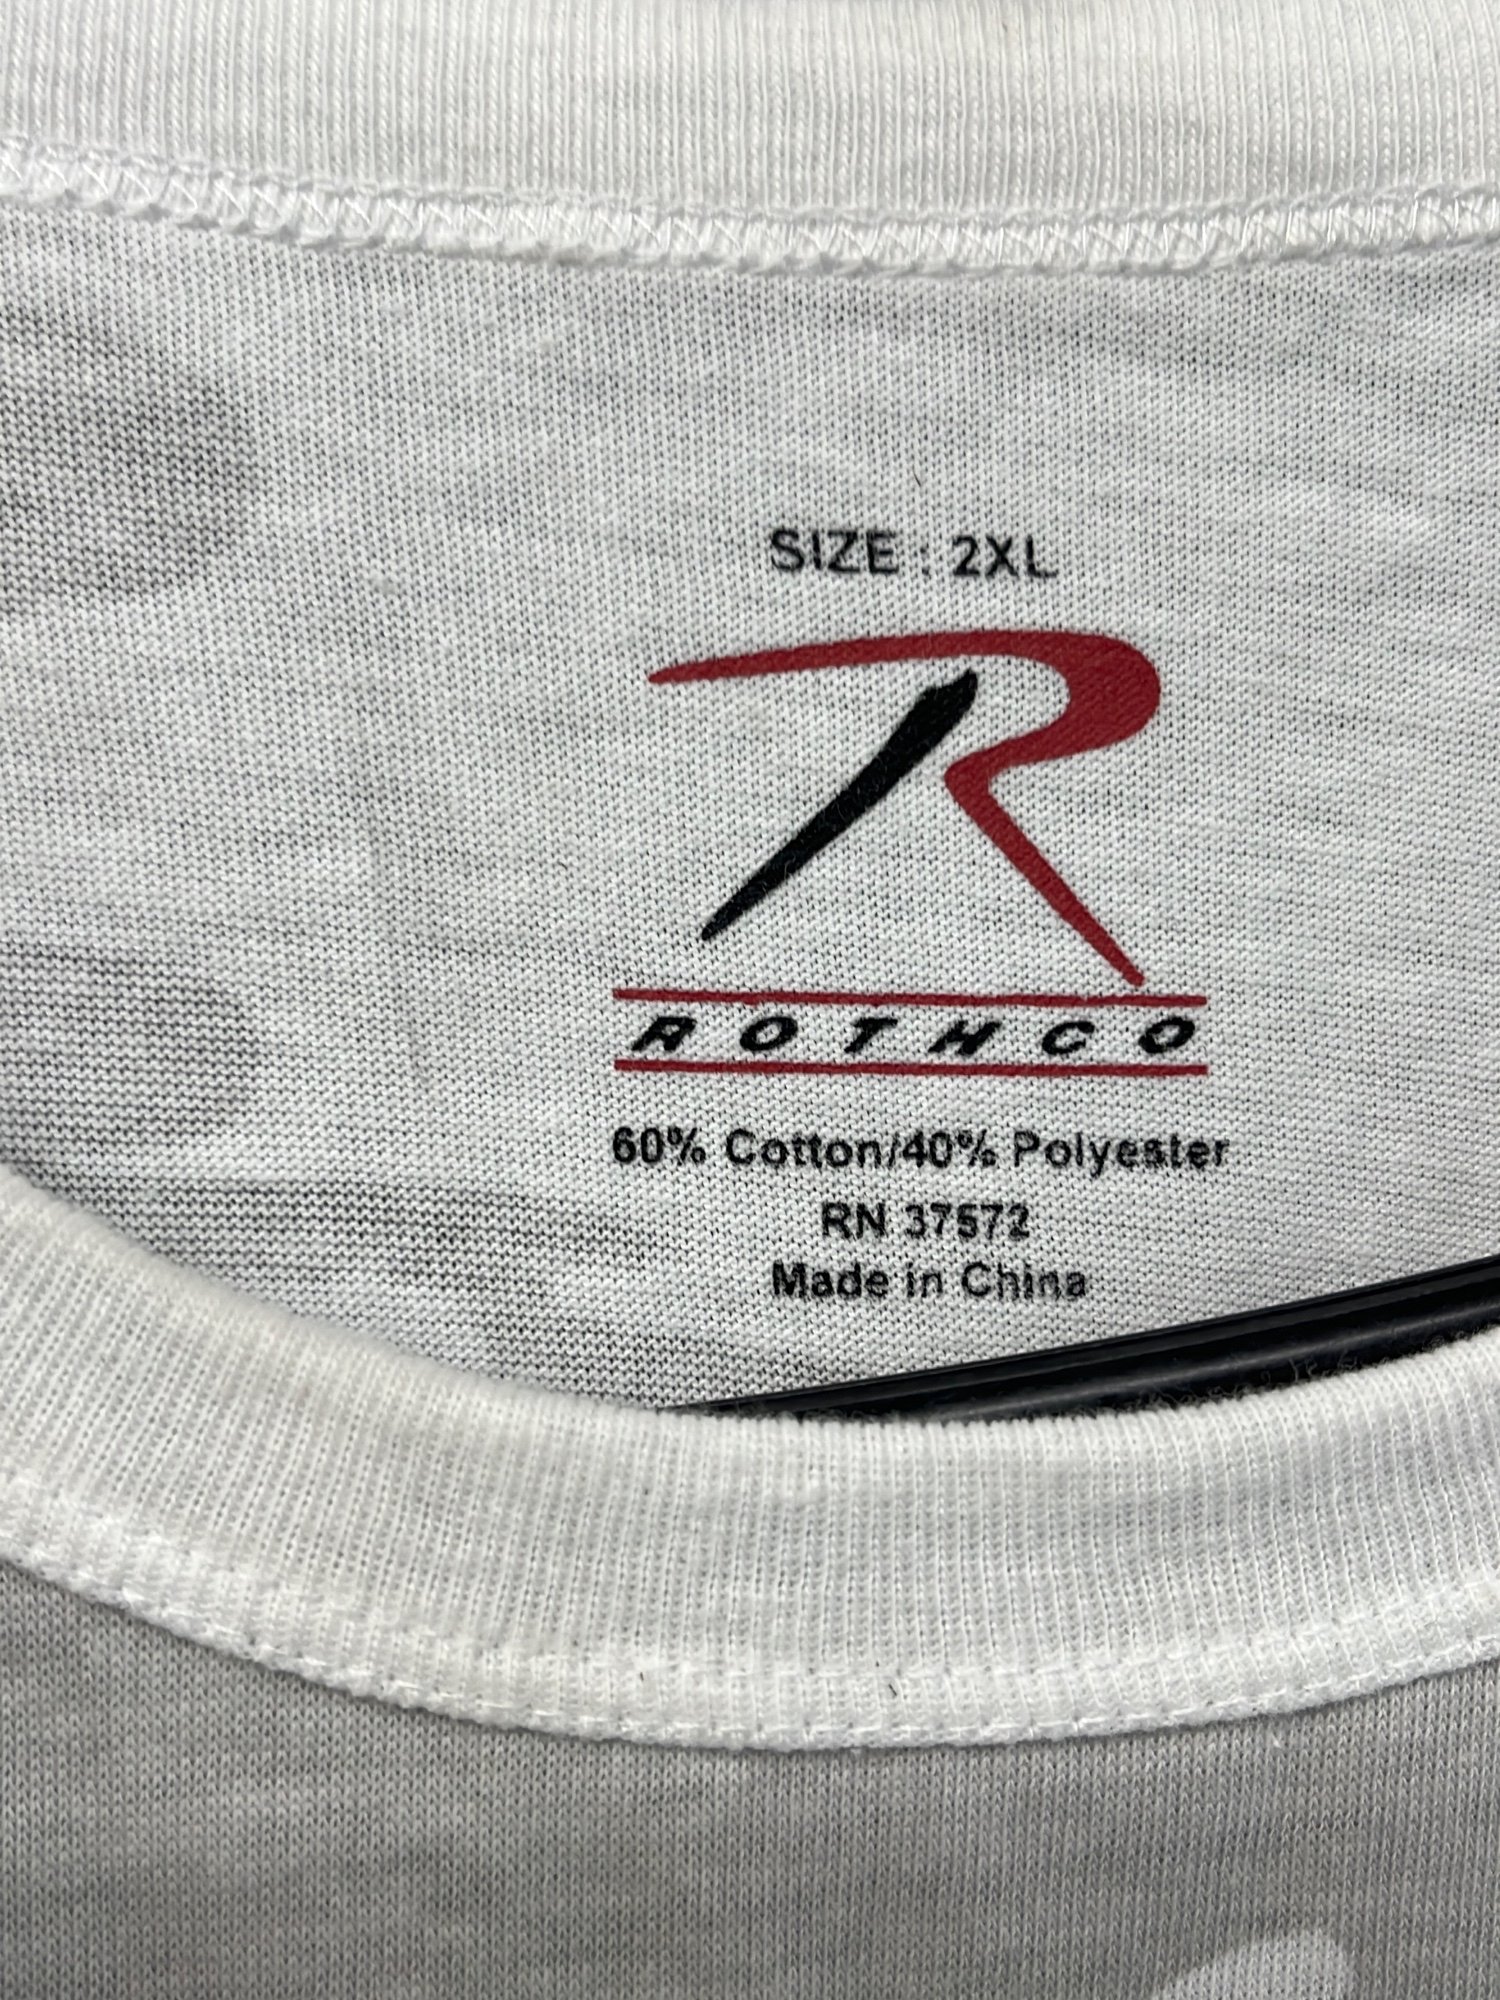 SIZE : 2XL
R
ROTHCO
60% Cotton/40% Polyester
RN 37572
Made in China